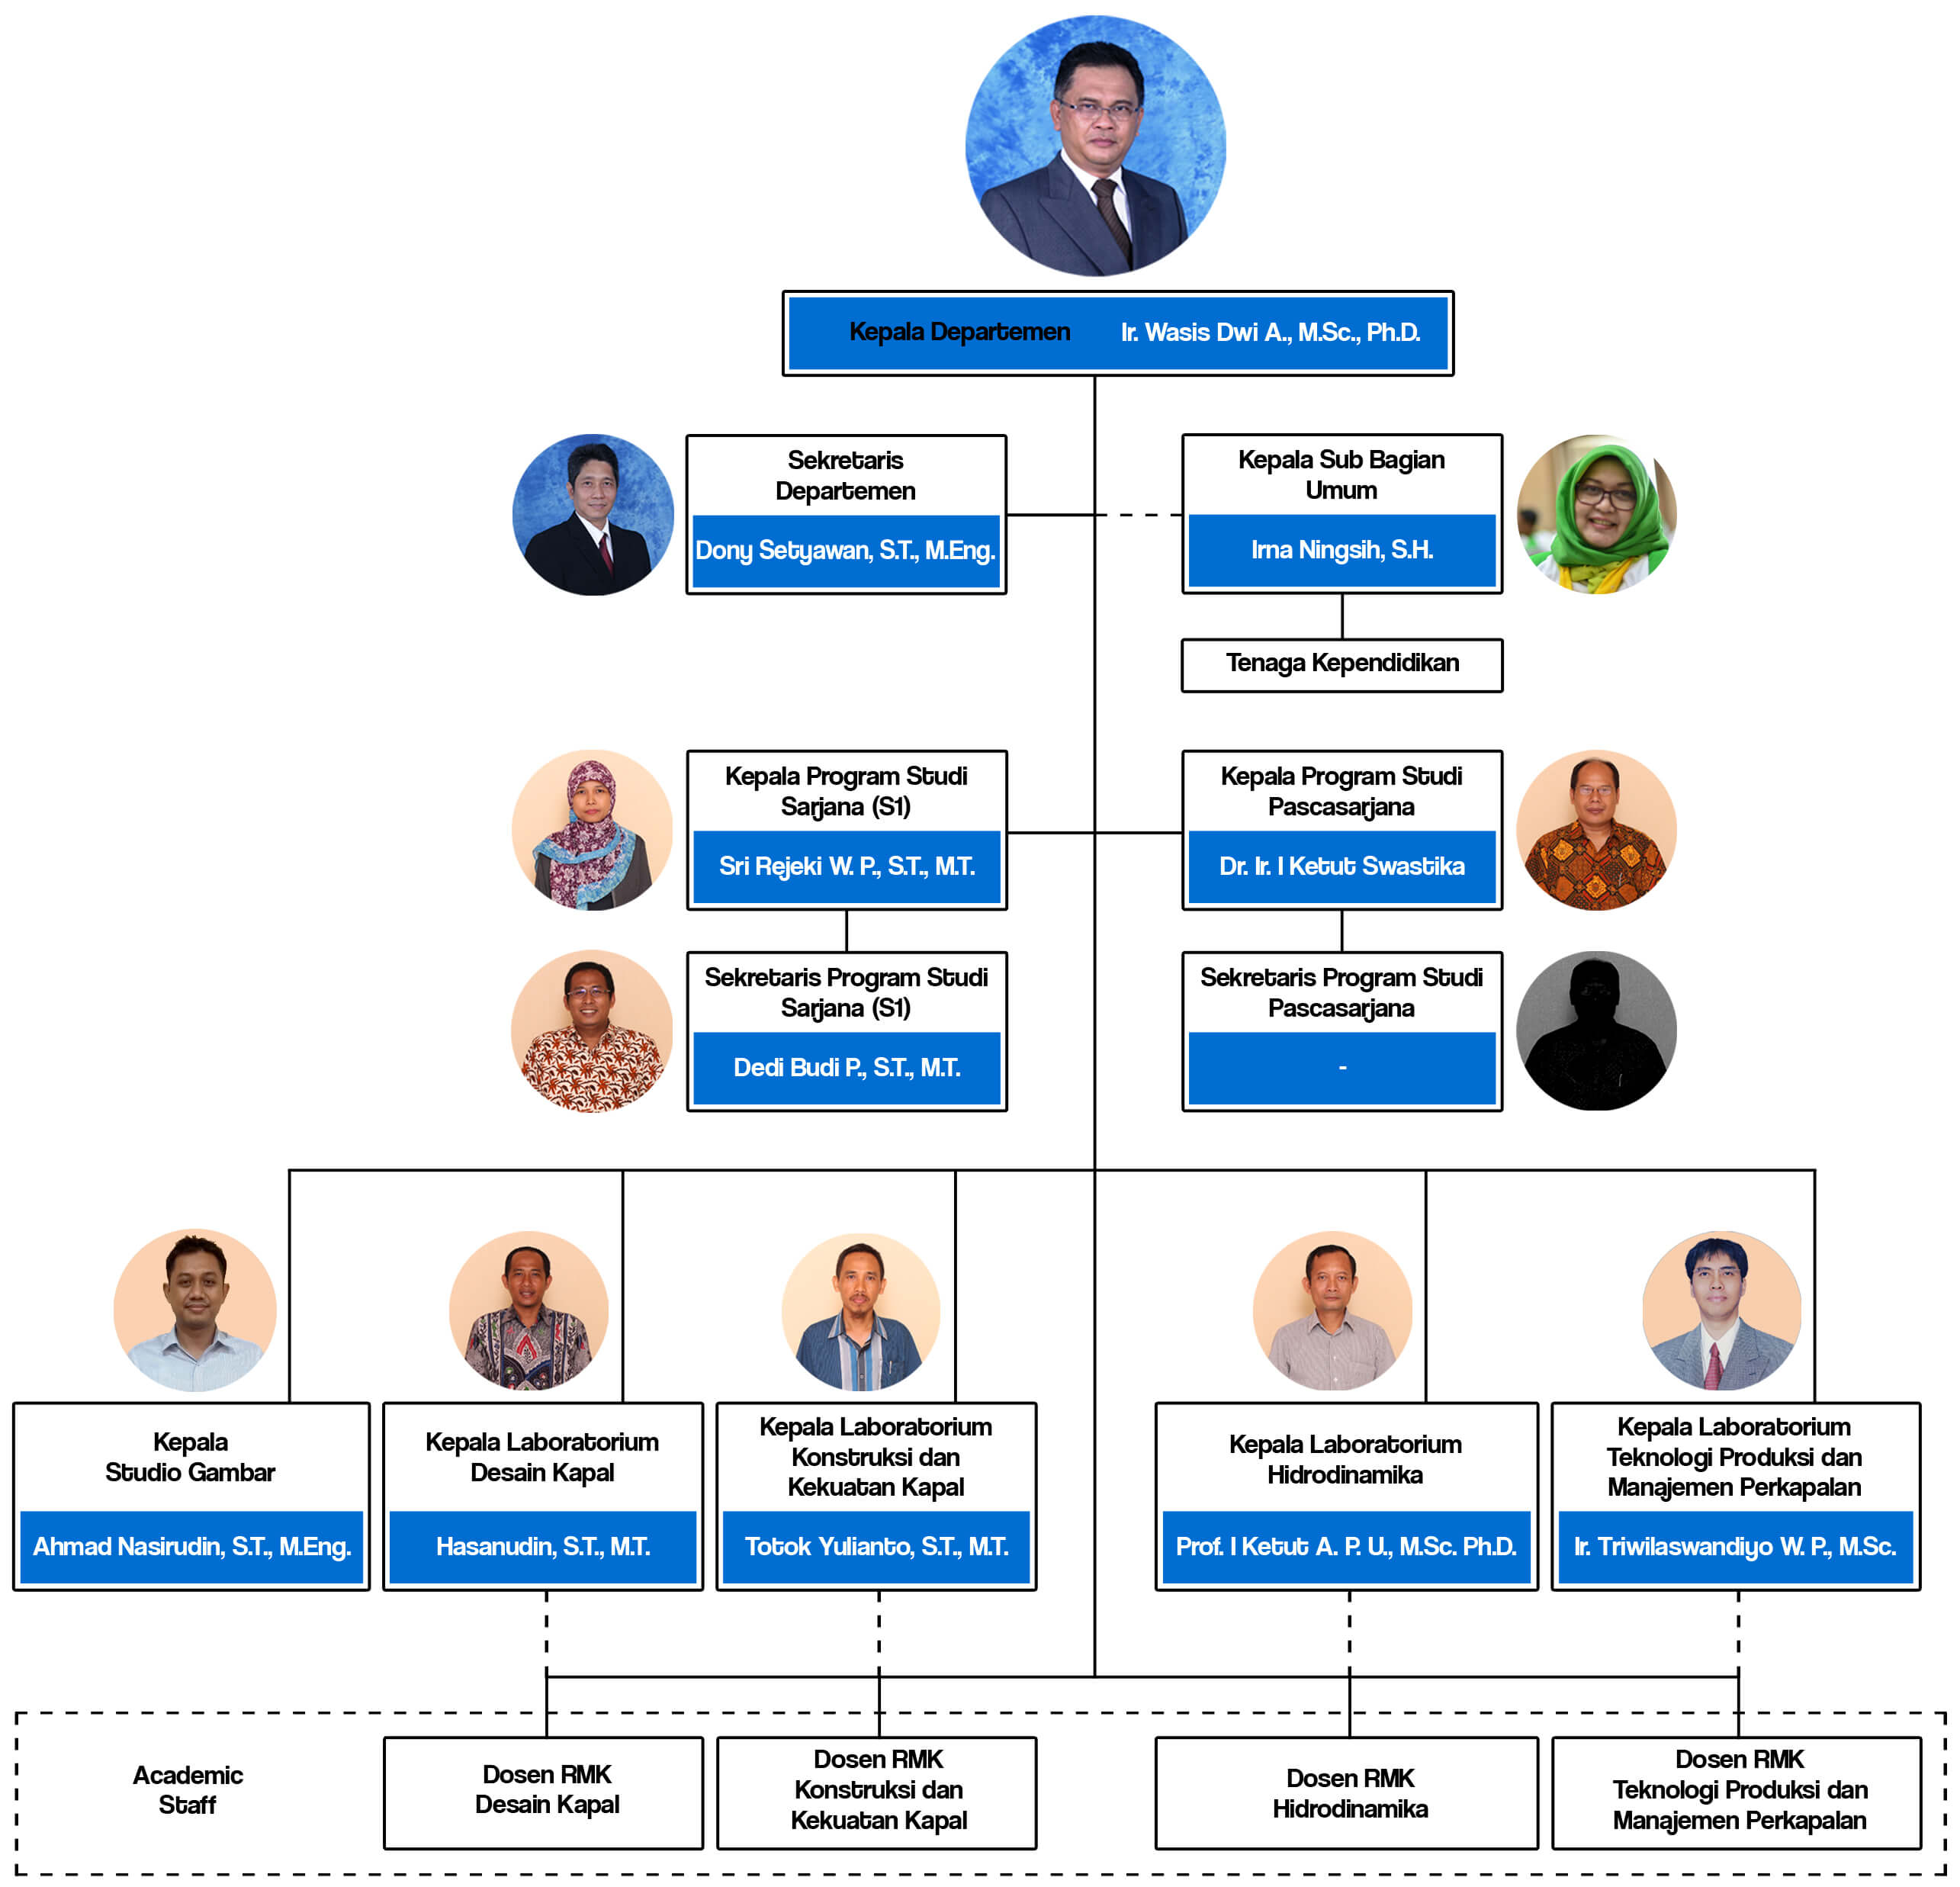 Kepala Departemen Ir. Wasis Dwi A., M.Sc., Ph.D.
Sekretaris
Departemen
Dony Setyawan, S.T., M.Eng.
Kepala Sub Bagian
Umum
Irna Ningsih, S.H.
Tenaga Kependidikan
Kepala Program Studi
Sarjana (S1)
Sri Rejeki W. P., S.T., M.T.
Kepala Program Studi
Pascasarjana
Dr. Ir. I Ketut Swastika
Sekretaris Program Studi
Sarjana (S1)
Dedi Budi P., S.T., M.T.
Sekretaris Program Studi
Pascasarjana
-
Kepala
Studio Gambar
Ahmad Nasirudin, S.T., M.Eng.
Kepala Laboratorium
Desain Kapal
Hasanudin, S.T., M.T.
Kepala Laboratorium
Konstruksi dan
Kekuatan Kapal
Totok Yulianto, S.T., M.T.
Kepala Laboratorium
Hidrodinamika
Prof. I Ketut A. P. U., M.Sc. Ph.D.
Kepala Laboratorium
Teknologi Produksi dan
Manajemen Perkapalan
Ir. Triwilaswandiyo W. P., M.Sc.
Academic
Staff
Dosen RMK
Desain Kapal
Dosen RMK
Konstruksi dan
Kekuatan Kapal
Dosen RMK
Hidrodinamika
Dosen RMK
Teknologi Produksi dan
Manajemen Perkapalan